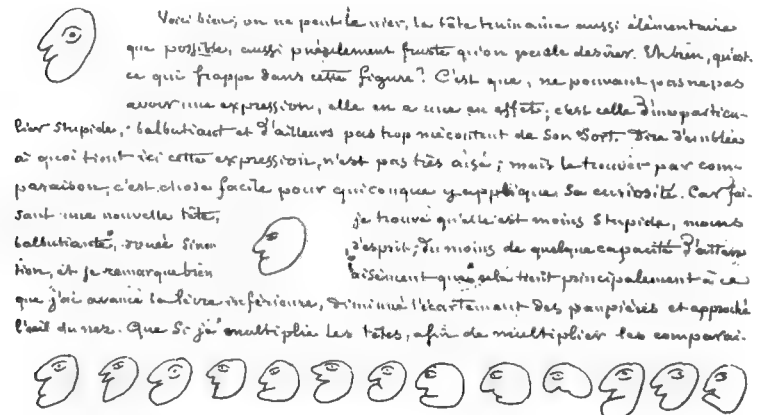 Voici bien, on ne peut le nier, la tête humaine aussi élémentaire
que possible, aussi puérilement fruste qu'on puisse le désirer. Eh bien, qu'est-
ce qui frappe dans cette figure? C'est que, ne pouvant pas ne pas
avoir une expression, elle en a une en effet; c'est celle d'un particu-
lier stupide, balbutiant et d'ailleurs pas trop mécontent de son sort. Dire d'emblée
à quoi tient ici cette expression, n'est pas très aisé; mais le trouver par com-
paraison, c'est chose facile pour quiconque y applique sa curiosité. Car fai-
sant une nouvelle tête, je trouve qu'elle est moins stupide, moins
balbutiante, douée sinon d'esprit, du moins de quelque capacité d'atten-
tion, et je remarque bien aisément que cela tient principalement à ce
que j'ai avancé la lèvre inférieure, diminué l'écartement des paupières et approché
l'œil du nez. Que si je multiplie les têtes, afin de multiplier les comparai-